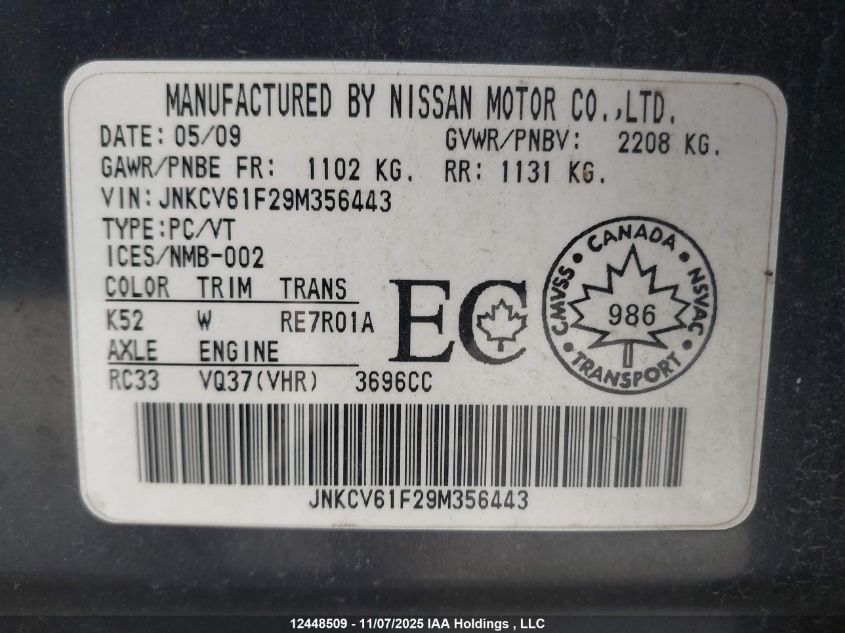 MANUFACTURED BY NISSAN MOTOR CO.,LTD.
DATE: 05/09 GVWR/PNBV: 2208 KG.
GAWR/PNBE FR: 1102 KG. RR: 1131 KG.
VIN: JNKCV61F29M356443
TYPE: PC/VT
ICES/NMB-002
COLOR TRIM TRANS
K52 W RE7R01A
AXLE ENGINE
RC33 VQ37(VHR) 3696CC
EC
CANADA
CMVSS NSVAC
986
TRANSPORT
JNKCV61F29M356443
12448509 - 11/07/2025 IAA Holdings , LLC